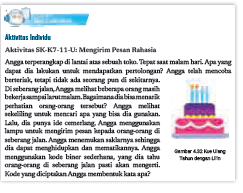 Aktivitas Individu
Aktivitas SK-K7-11-U: Mengirim Pesan Rahasia
Angga terperangkap di lantai atas sebuah toko. Tepat saat malam hari. Apa yang
dapat dia lakukan untuk mendapatkan pertolongan? Angga telah mencoba
berteriak, tetapi tidak ada seorang pun di sekitarnya.
Di seberang jalan, Angga melihat beberapa orang masih
bekerja sampai larut malam. Bagaimana dia bisa menarik
perhatian orang-orang tersebut? Angga melihat
sekeliling untuk mencari apa yang bisa dia gunakan.
Lalu, dia punya ide cemerlang, Angga menggunakan
lampu untuk mengirim pesan kepada orang-orang di
seberang jalan. Angga menemukan saklarnya sehingga
dia dapat menghidupkan dan mematikannya. Angga
menggunakan kode biner sederhana, yang dia tahu
orang-orang di seberang jalan pasti akan mengerti.
Kode yang diciptakan Angga membentuk kata apa?
Gambar 4.32 Kue Ulang
Tahun dengan Lilin